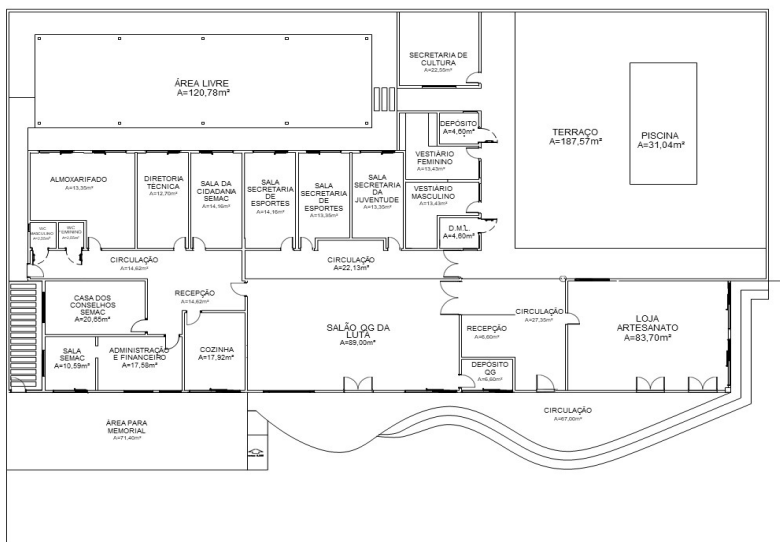 SECRETARIA DE
CULTURA
A=22,55m²
ÁREA LIVRE
A=120,78m²
DEPÓSITO
A=4,60m²
TERRAÇO
A=187,57m²
PISCINA
A=31,04m²
VESTIÁRIO
FEMININO
A=13,43m²
ALMOXARIFADO
A=13,35m²
DIRETORIA
TECNICA
A=12,70m²
SALA DA
CIDADANIA
SEMAC
A=14,16m²
SALA
SECRETARIA
DE
ESPORTES
A=14,16m²
SALA
SECRETARIA
DE
ESPORTES
A=13,35m²
SALA
SECRETARIA
DA
JUVENTUDE
A=13,35m²
VESTIÁRIO
MASCULINO
A=13,43m²
D.M.L.
A=4,60m²
WC
MASCULINO
WC
FEMININO
CIRCULAÇÃO
A=14,62m²
CIRCULAÇÃO
A=22,13m²
RECEPÇÃO
A=14,62m²
CASA DOS
CONSELHOS
SEMAC
A=20,65m²
SALÃO QG DA
LUTA
A=89,00m²
RECEPÇÃO
A=6,60m²
CIRCULAÇÃO
A=27,35m²
LOJA
ARTESANATO
A=83,70m²
SALA
SEMAC
A=10,59m²
ADMINISTRAÇÃO
E FINANCEIRO
A=17,58m²
COZINHA
A=17,92m²
DEPÓSITO
QG
A=6,60m²
ÁREA PARA
MEMORIAL
A=71,40m²
CIRCULAÇÃO
A=67,00m²